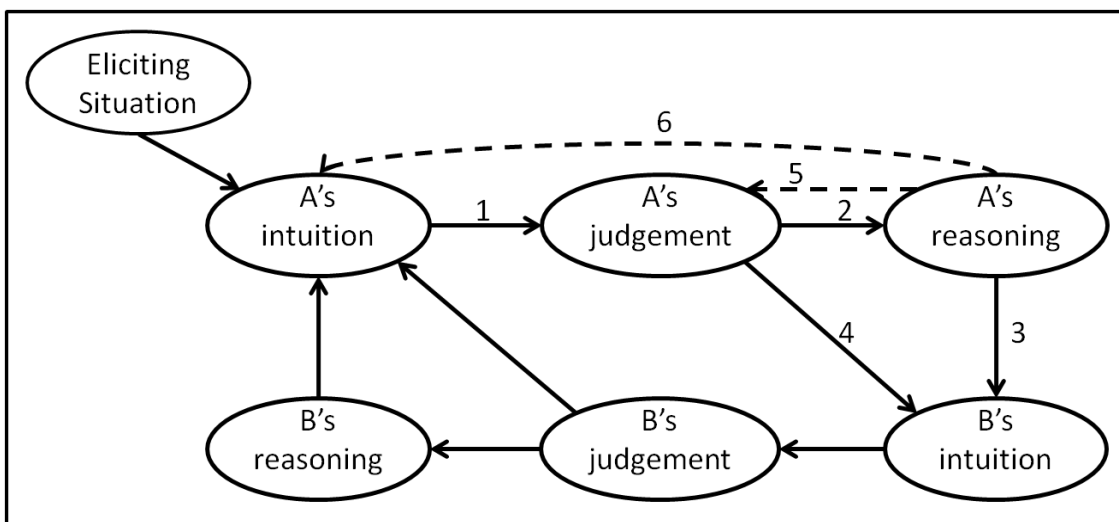 Eliciting
Situation
6
5
A's
intuition
1
A's
judgement
2
A's
reasoning
4
3
B's
reasoning
B's
judgement
B's
intuition